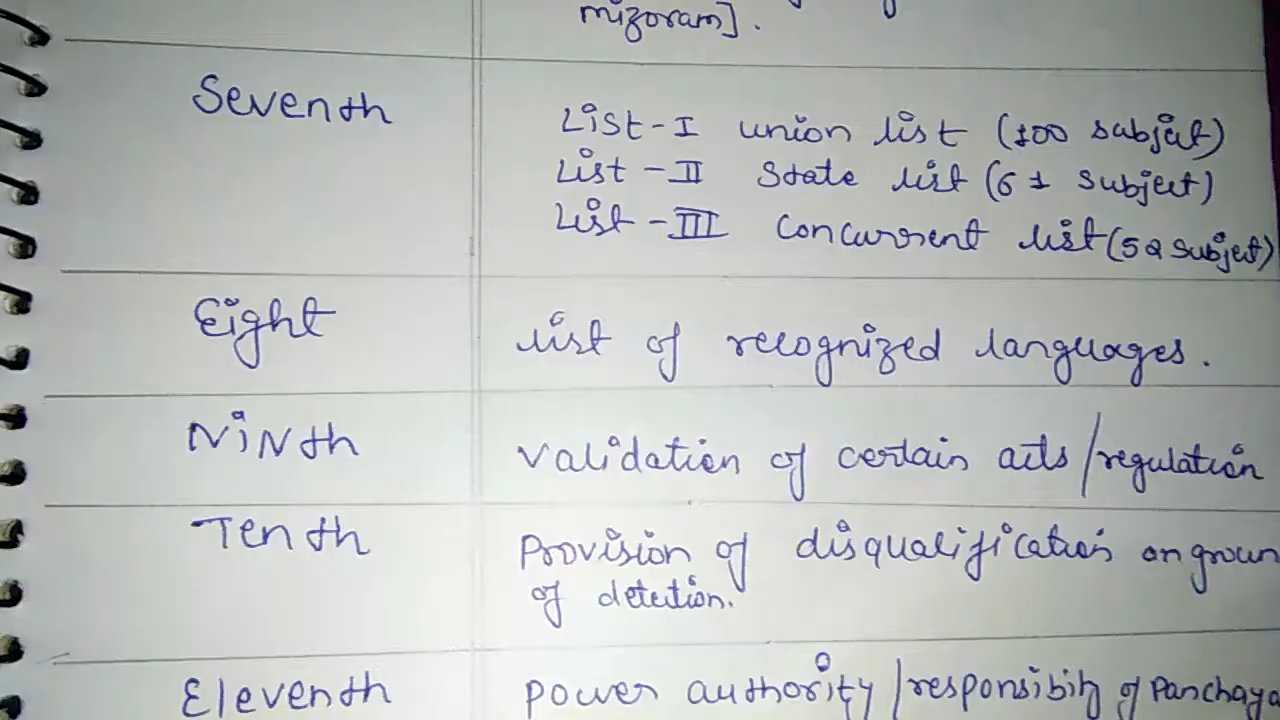 mizoram].
Seventh
List-I union list (100 subject)
List-II State list (61 subject)
List-III Concurrent list (52 subject)
Eight
list of recognized languages.
NiNth
validation of certain acts/regulation
Tenth
Provision of disqualification on groun
of detection.
Eleventh
power authority/responsibity of Panchaya